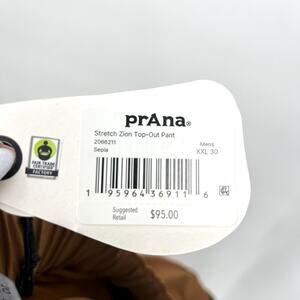 prAna®
Stretch Zion Top-Out Pant
2066211
Mens
Sepia
XXL 30
1 95964 36911 6
Suggested
Retail
$95.00
FAIR TRADE
CERTIFIED
FACTORY